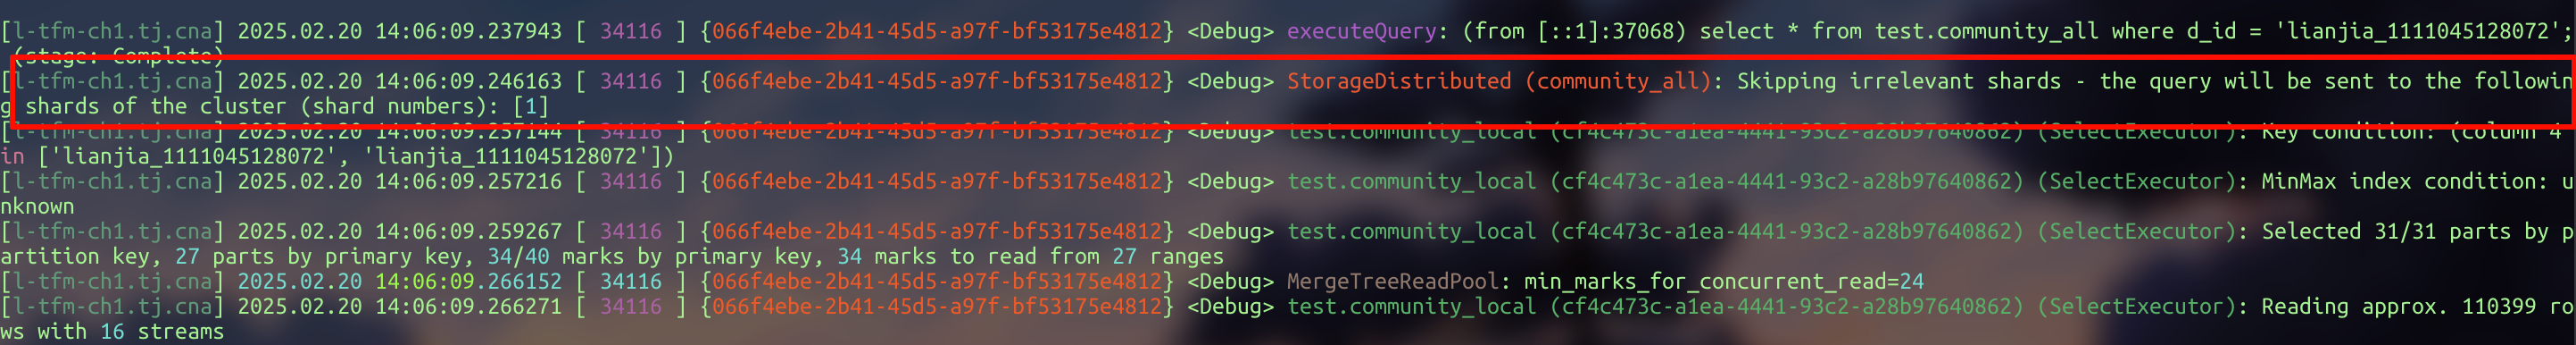 [l-tfm-ch1.tj.cna] 2025.02.20 14:06:09.237943 [ 34116 ] {066f4ebe-2b41-45d5-a97f-bf53175e4812} <Debug> executeQuery: (from [::1]:37068) select * from test.community_all where d_id = 'lianjia_1111045128072';
(stage: Complete)
[l-tfm-ch1.tj.cna] 2025.02.20 14:06:09.246163 [ 34116 ] {066f4ebe-2b41-45d5-a97f-bf53175e4812} <Debug> StorageDistributed (community_all): Skipping irrelevant shards - the query will be sent to the followin
g shards of the cluster (shard numbers): [1]
[l-tfm-ch1.tj.cna] 2025.02.20 14:06:09.257144 [ 34116 ] {066f4ebe-2b41-45d5-a97f-bf53175e4812} <Debug> test.community_local (cf4c473c-a1ea-4441-93c2-a28b97640862) (SelectExecutor): Key condition: (column 4
in ['lianjia_1111045128072', 'lianjia_1111045128072'])
[l-tfm-ch1.tj.cna] 2025.02.20 14:06:09.257216 [ 34116 ] {066f4ebe-2b41-45d5-a97f-bf53175e4812} <Debug> test.community_local (cf4c473c-a1ea-4441-93c2-a28b97640862) (SelectExecutor): MinMax index condition: u
nknown
[l-tfm-ch1.tj.cna] 2025.02.20 14:06:09.259267 [ 34116 ] {066f4ebe-2b41-45d5-a97f-bf53175e4812} <Debug> test.community_local (cf4c473c-a1ea-4441-93c2-a28b97640862) (SelectExecutor): Selected 31/31 parts by p
artition key, 27 parts by primary key, 34/40 marks by primary key, 34 marks to read from 27 ranges
[l-tfm-ch1.tj.cna] 2025.02.20 14:06:09.266152 [ 34116 ] {066f4ebe-2b41-45d5-a97f-bf53175e4812} <Debug> MergeTreeReadPool: min_marks_for_concurrent_read=24
[l-tfm-ch1.tj.cna] 2025.02.20 14:06:09.266271 [ 34116 ] {066f4ebe-2b41-45d5-a97f-bf53175e4812} <Debug> test.community_local (cf4c473c-a1ea-4441-93c2-a28b97640862) (SelectExecutor): Reading approx. 110399 ro
ws with 16 streams